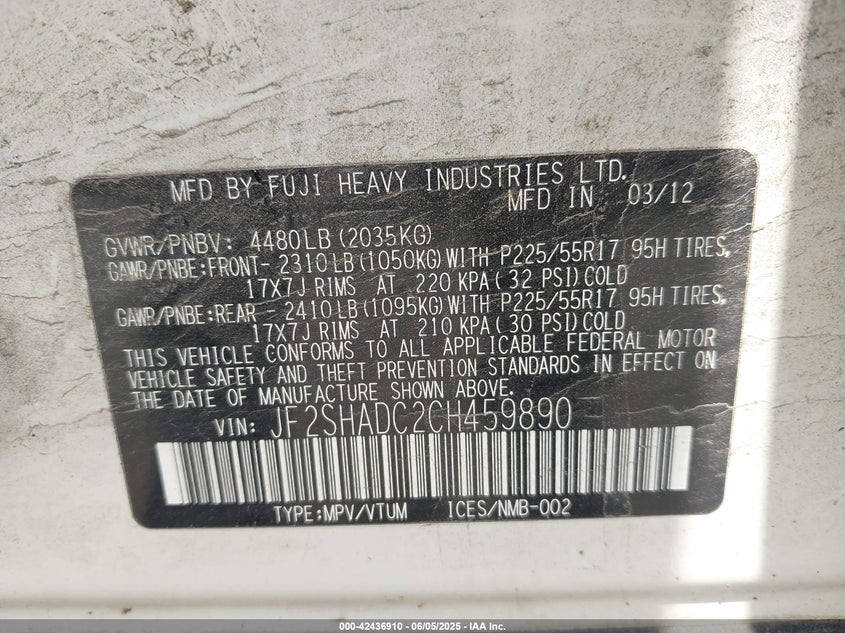 MFD BY FUJI HEAVY INDUSTRIES LTD.
MFD IN 03/12
GVWR/PNBV: 4480LB (2035KG)
GAWR/PNBE:FRONT- 2310LB (1050KG) WITH P225/55R17 95H TIRES,
17X7J RIMS AT 220 KPA ( 32 PSI) COLD
GAWR/PNBE:REAR - 2410LB (1095KG) WITH P225/55R17 95H TIRES,
17X7J RIMS AT 210 KPA ( 30 PSI) COLD
THIS VEHICLE CONFORMS TO ALL APPLICABLE FEDERAL MOTOR
VEHICLE SAFETY AND THEFT PREVENTION STANDARDS IN EFFECT ON
THE DATE OF MANUFACTURE SHOWN ABOVE.
VIN: JF2SHADC2CH459890
TYPE:MPV/VTUM ICES/NMB-002
000-42436910 - 06/05/2025 - IAA Inc.